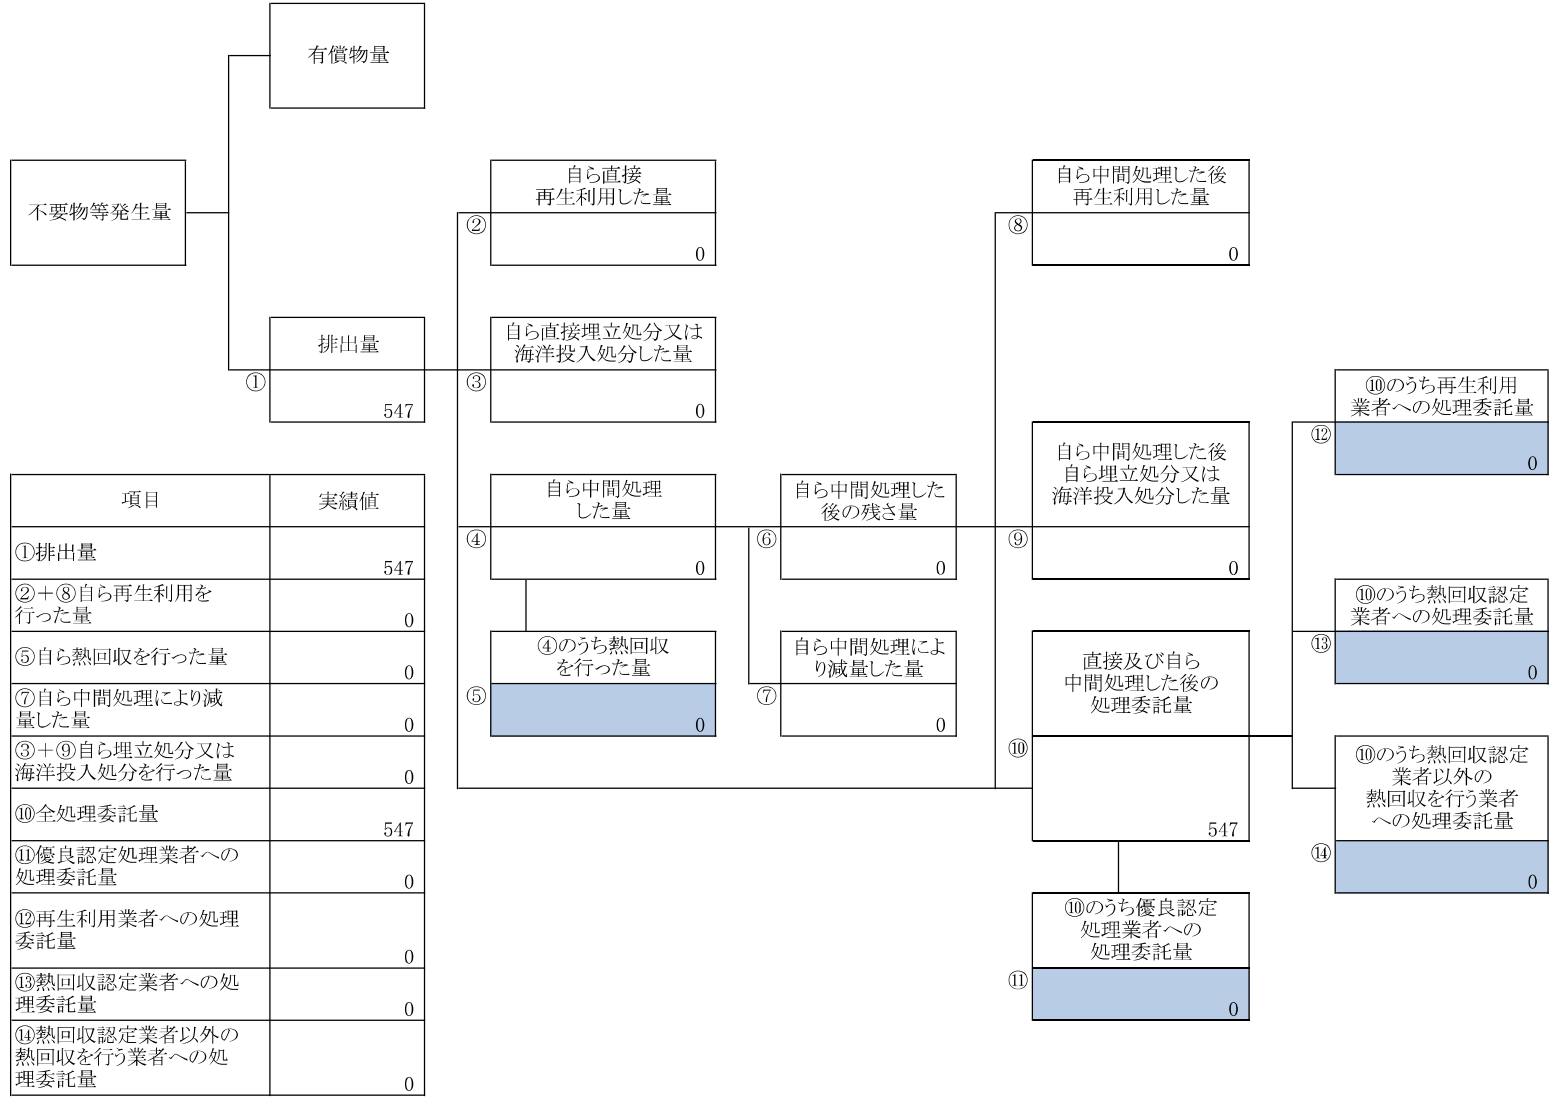 有償物量
不要物等発生量
①
排出量
547
②
自ら直接
再生利用した量
0
③
自ら直接埋立処分又は
海洋投入処分した量
0
④
自ら中間処理
した量
0
⑤
④のうち熱回収
を行った量
0
⑥
自ら中間処理した
後の残さ量
0
⑦
自ら中間処理によ
り減量した量
0
⑧
自ら中間処理した後
再生利用した量
0
⑨
自ら中間処理した後
自ら埋立処分又は
海洋投入処分した量
0
⑩
直接及び自ら
中間処理した後の
処理委託量
547
⑪
⑩のうち優良認定
処理業者への
処理委託量
0
⑫
⑩のうち再生利用
業者への処理委託量
0
⑬
⑩のうち熱回収認定
業者への処理委託量
0
⑭
⑩のうち熱回収認定
業者以外の
熱回収を行う業者
への処理委託量
0
項目 実績値
①排出量
547
②＋⑧自ら再生利用を
行った量
0
⑤自ら熱回収を行った量
0
⑦自ら中間処理により減
量した量
0
③＋⑨自ら埋立処分又は
海洋投入処分を行った量
0
⑩全処理委託量
547
⑪優良認定処理業者への
処理委託量
0
⑫再生利用業者への処理
委託量
0
⑬熱回収認定業者への処
理委託量
0
⑭熱回収認定業者以外の
熱回収を行う業者への処
理委託量
0